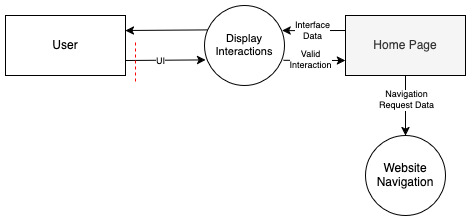 User
UI
Display
Interactions
Interface
Data
Valid
Interaction
Home Page
Navigation
Request Data
Website
Navigation